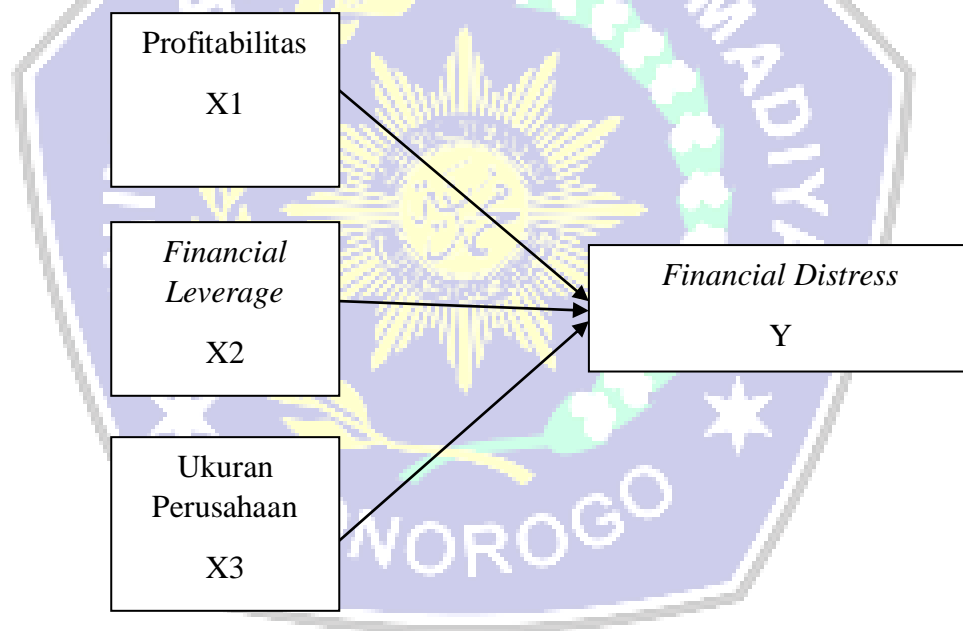 Profitabilitas
X1
Financial
Leverage
X2
Ukuran
Perusahaan
X3
Financial Distress
Y